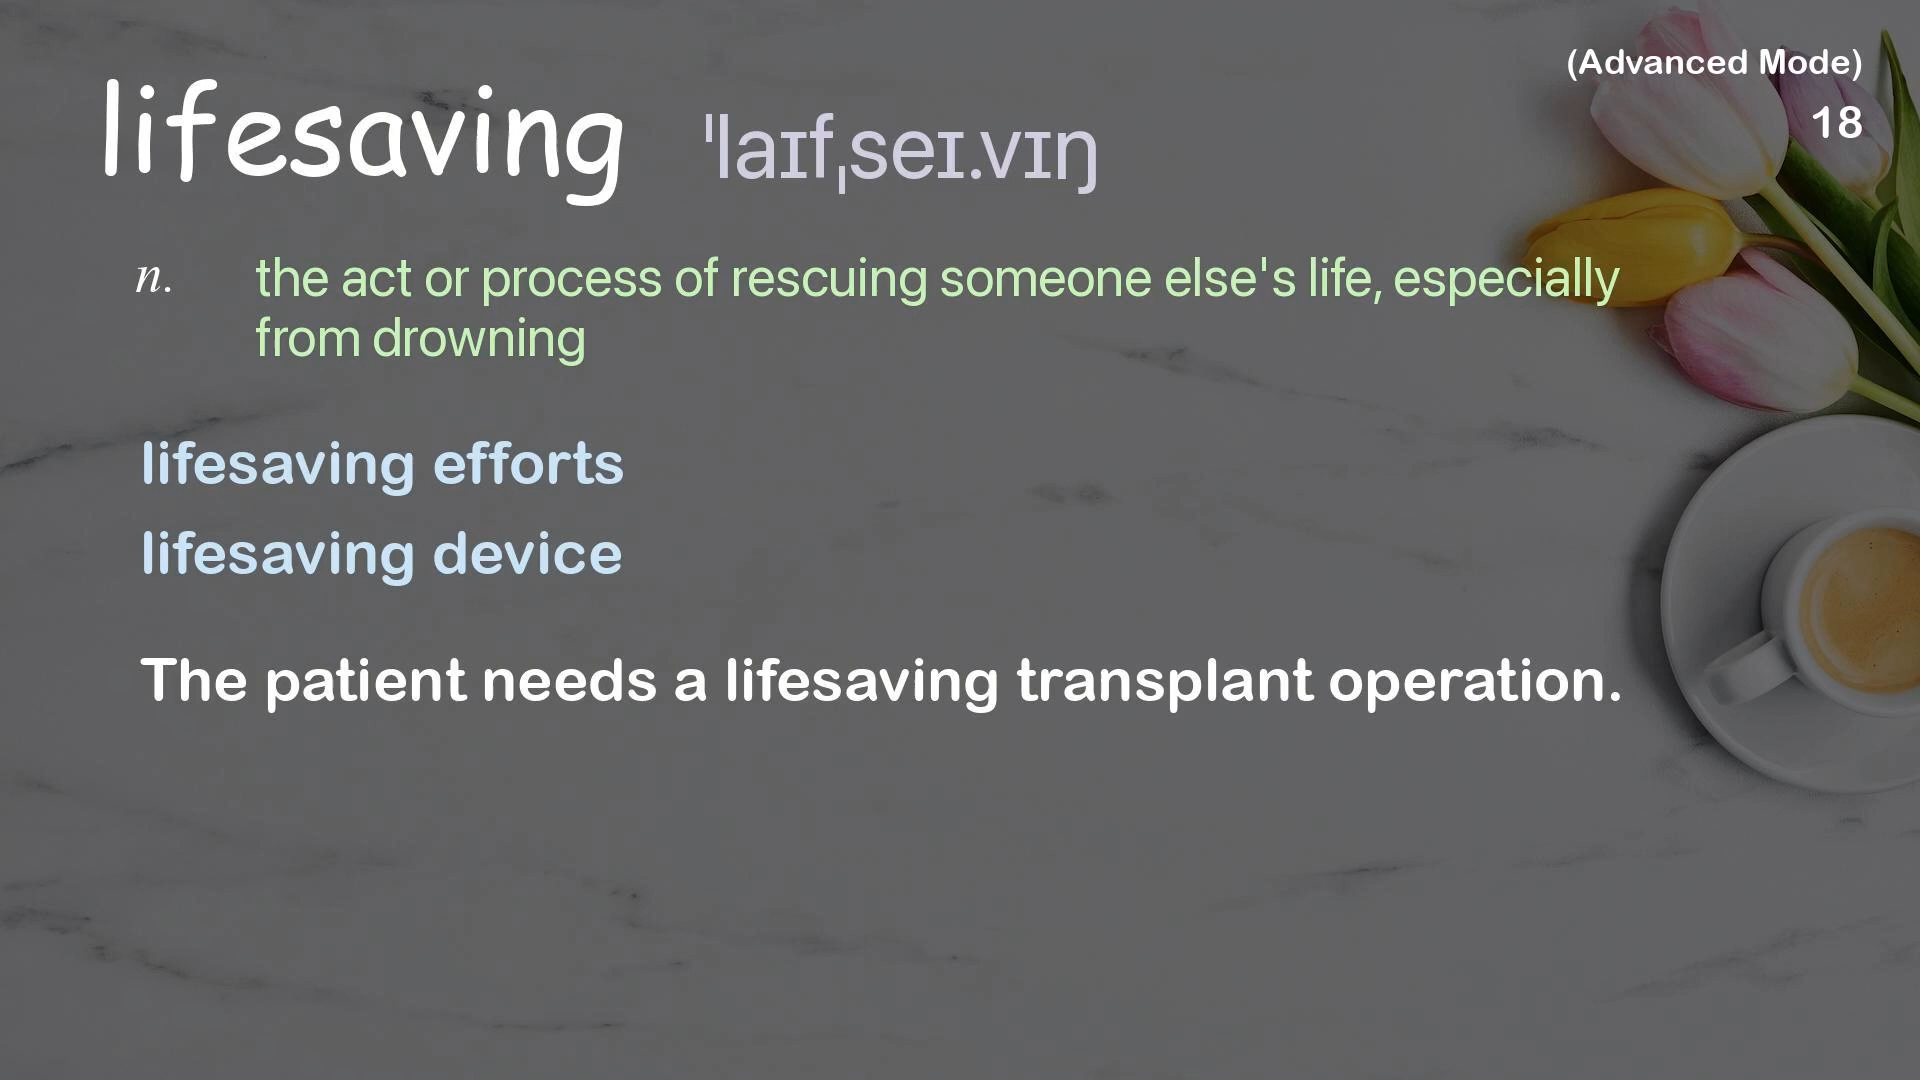 (Advanced Mode)
18
lifesaving ˈlaɪfˌseɪ.vɪŋ
n. the act or process of rescuing someone else's life, especially
from drowning
lifesaving efforts
lifesaving device
The patient needs a lifesaving transplant operation.